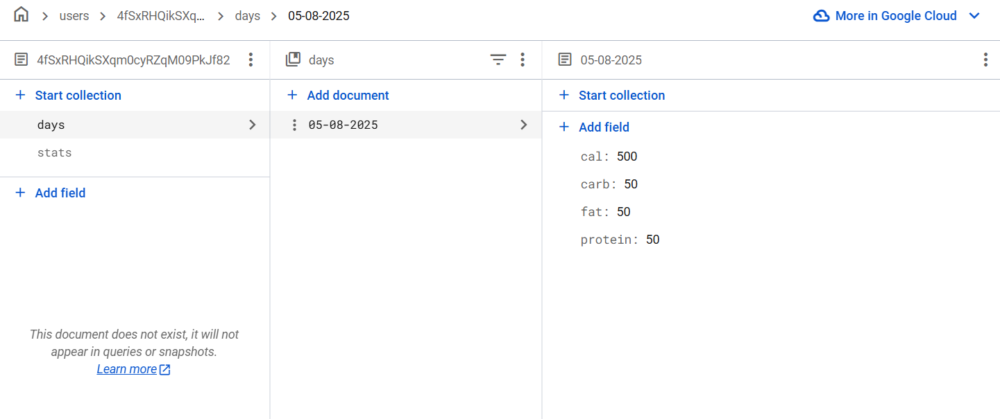 users 4fSxRHQikSXq... days 05-08-2025 More in Google Cloud
4fSxRHQikSXqm0cyRZqM09PkJf82
Start collection
days
stats
Add field
This document does not exist, it will not
appear in queries or snapshots.
Learn more
days
Add document
05-08-2025
05-08-2025
Start collection
Add field
cal: 500
carb: 50
fat: 50
protein: 50